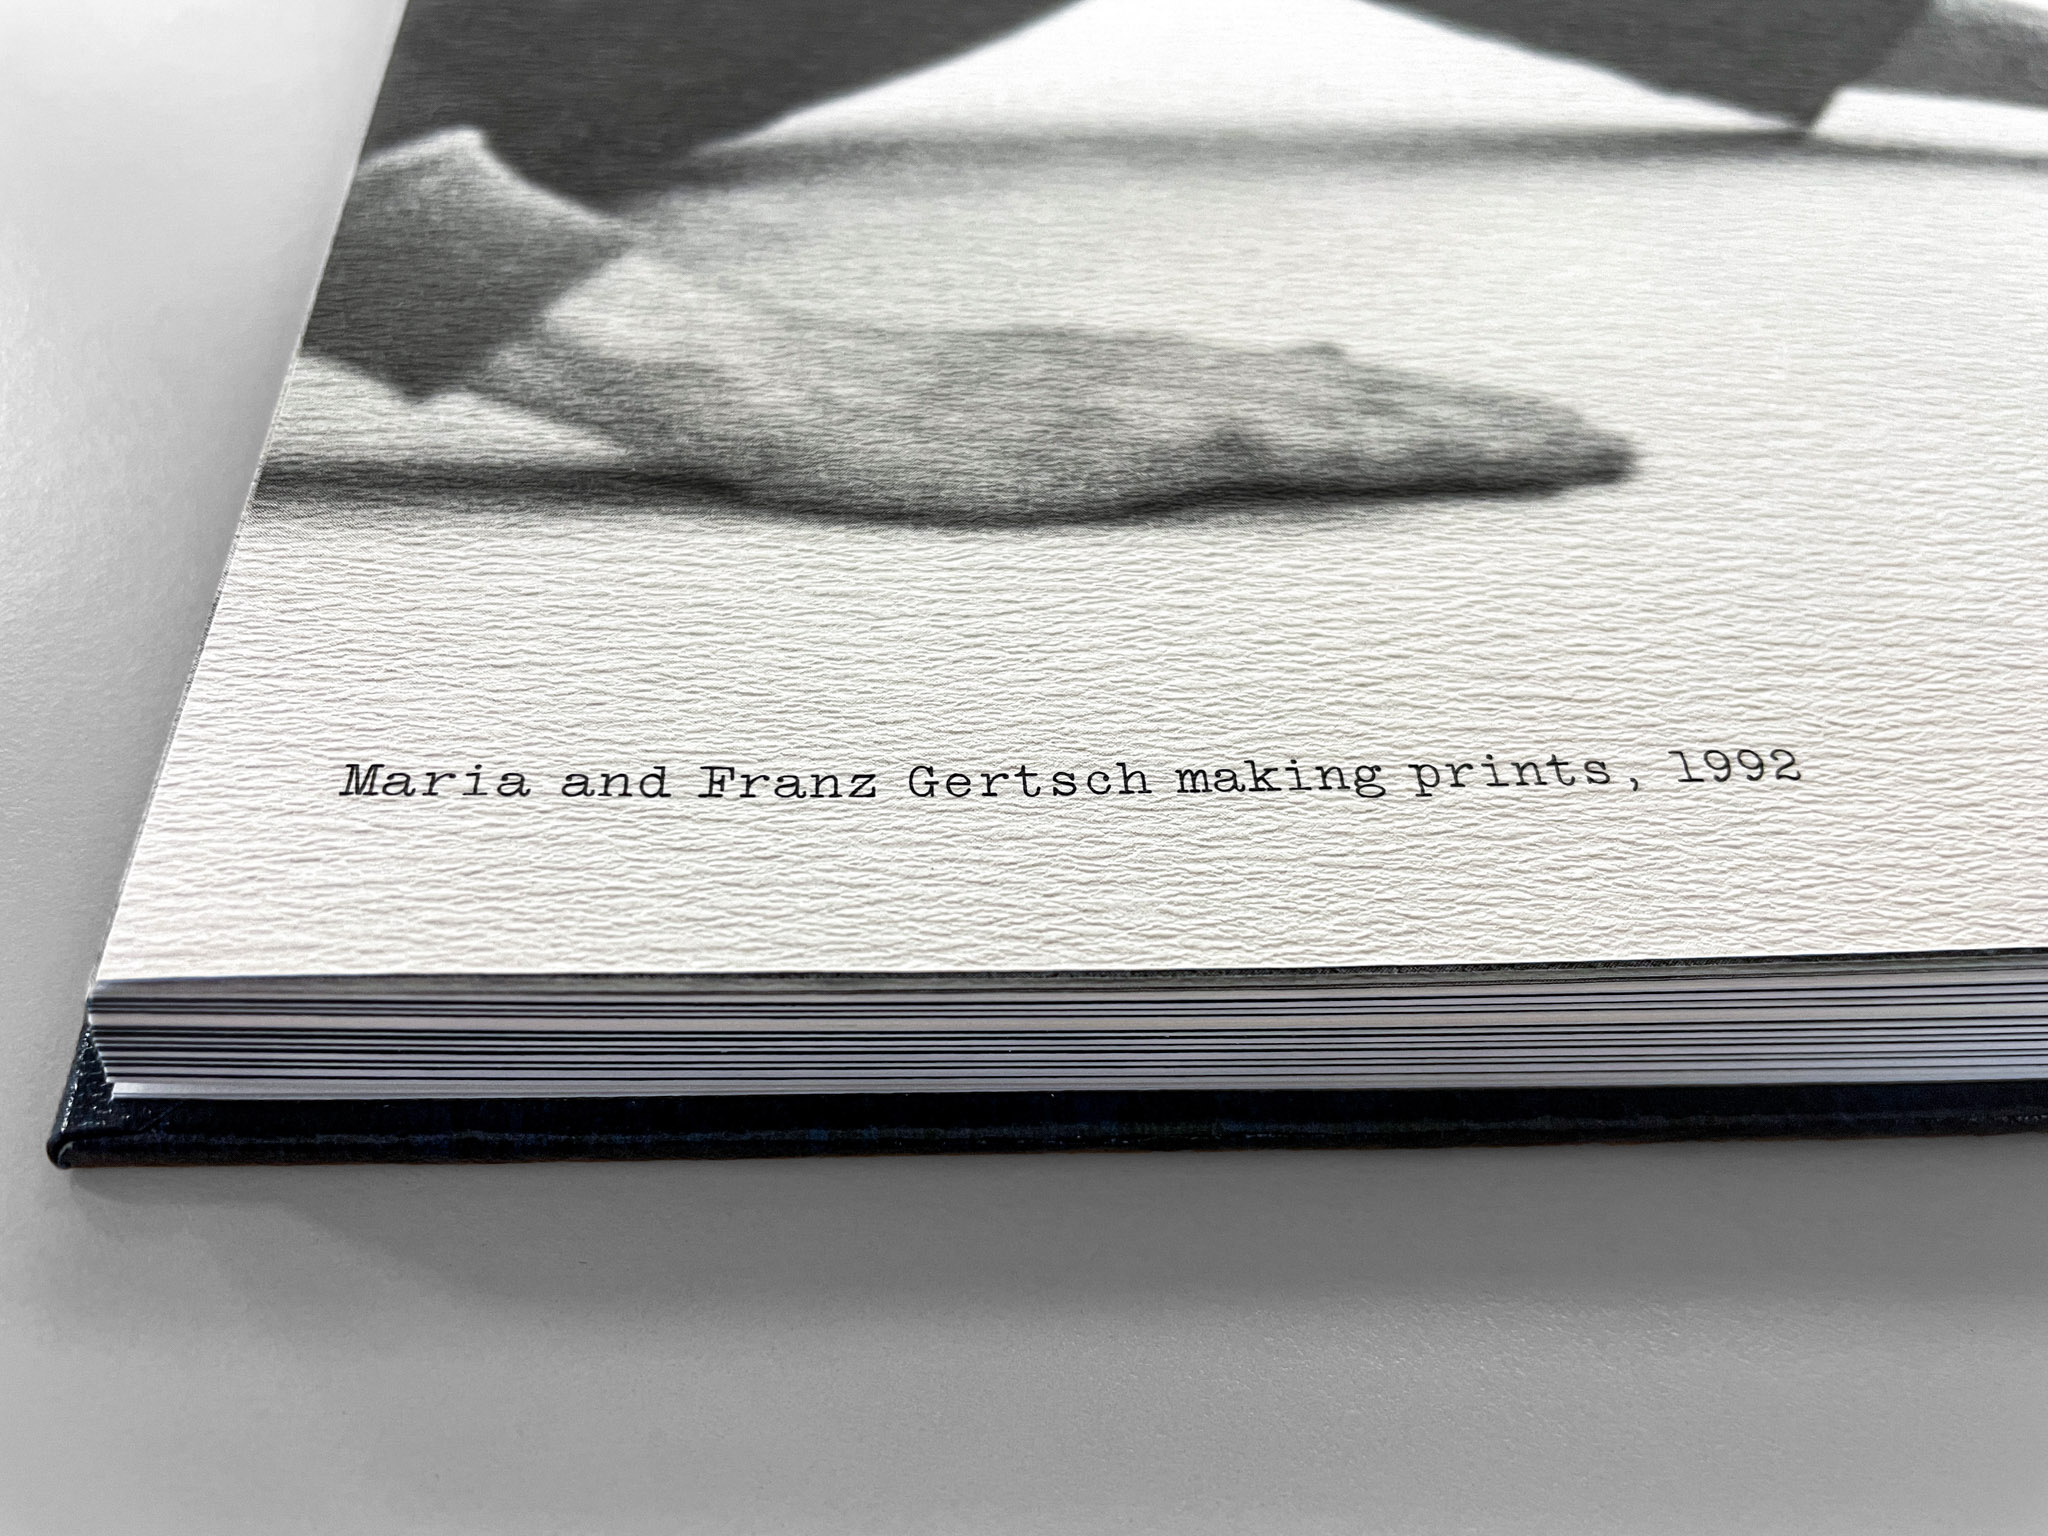 Maria and Franz Gertsch making prints, 1992